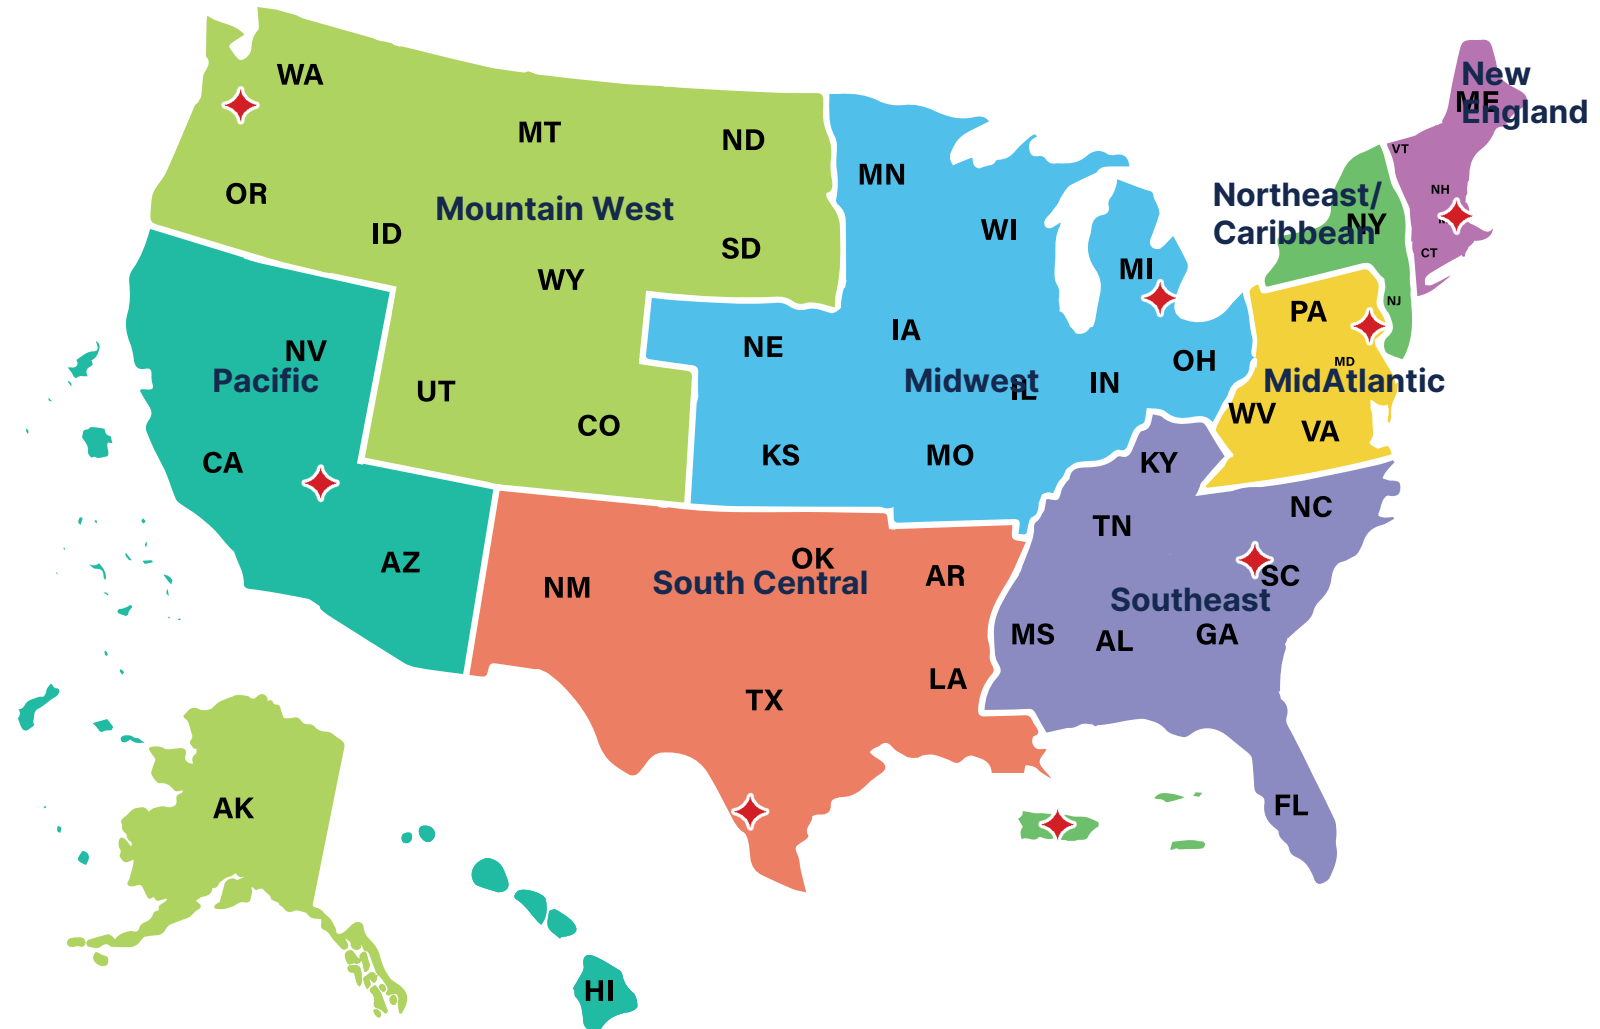 New
England
ME
WA
MT
ND
VT
MN
NH
OR
Northeast/
Caribbean
NY
Mountain West
ID
WI
SD
CT
WY
MI
NJ
PA
IA
NV
NE
OH
MD
Pacific
Midwest
IL
IN
MidAtlantic
UT
CO
WV
VA
CA
KS
MO
KY
NC
TN
AZ
OK
NM
South Central
AR
SC
Southeast
MS
AL
GA
LA
TX
AK
FL
HI